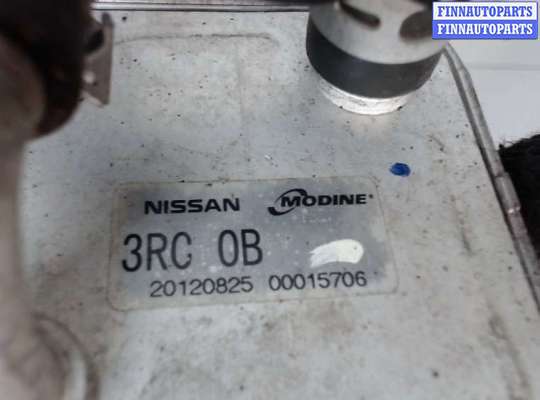 FINNAUTOPARTS
FINNAUTOPARTS
NISSAN MODINE
3RC 0B
20120825 00015706